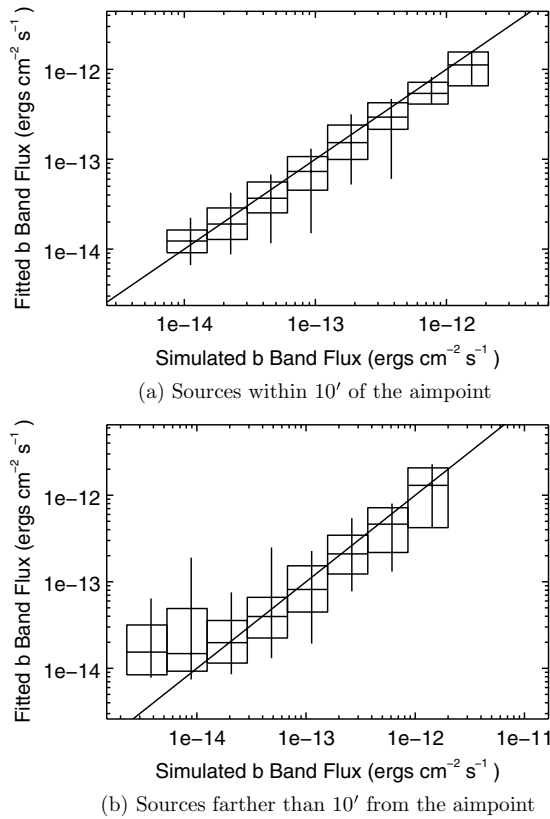 Fitted b Band Flux (ergs cm⁻² s⁻¹)
1e−12
1e−13
1e−14
1e−14 1e−13 1e−12
Simulated b Band Flux (ergs cm⁻² s⁻¹ )
(a) Sources within 10′ of the aimpoint
Fitted b Band Flux (ergs cm⁻² s⁻¹)
1e−12
1e−13
1e−14
1e−14 1e−13 1e−12 1e−11
Simulated b Band Flux (ergs cm⁻² s⁻¹ )
(b) Sources farther than 10′ from the aimpoint